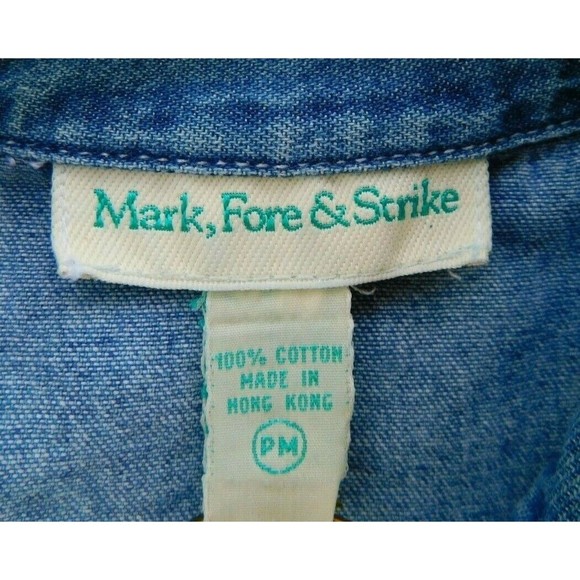 Mark, Fore & Strike
100% COTTON
MADE IN
HONG KONG
PM